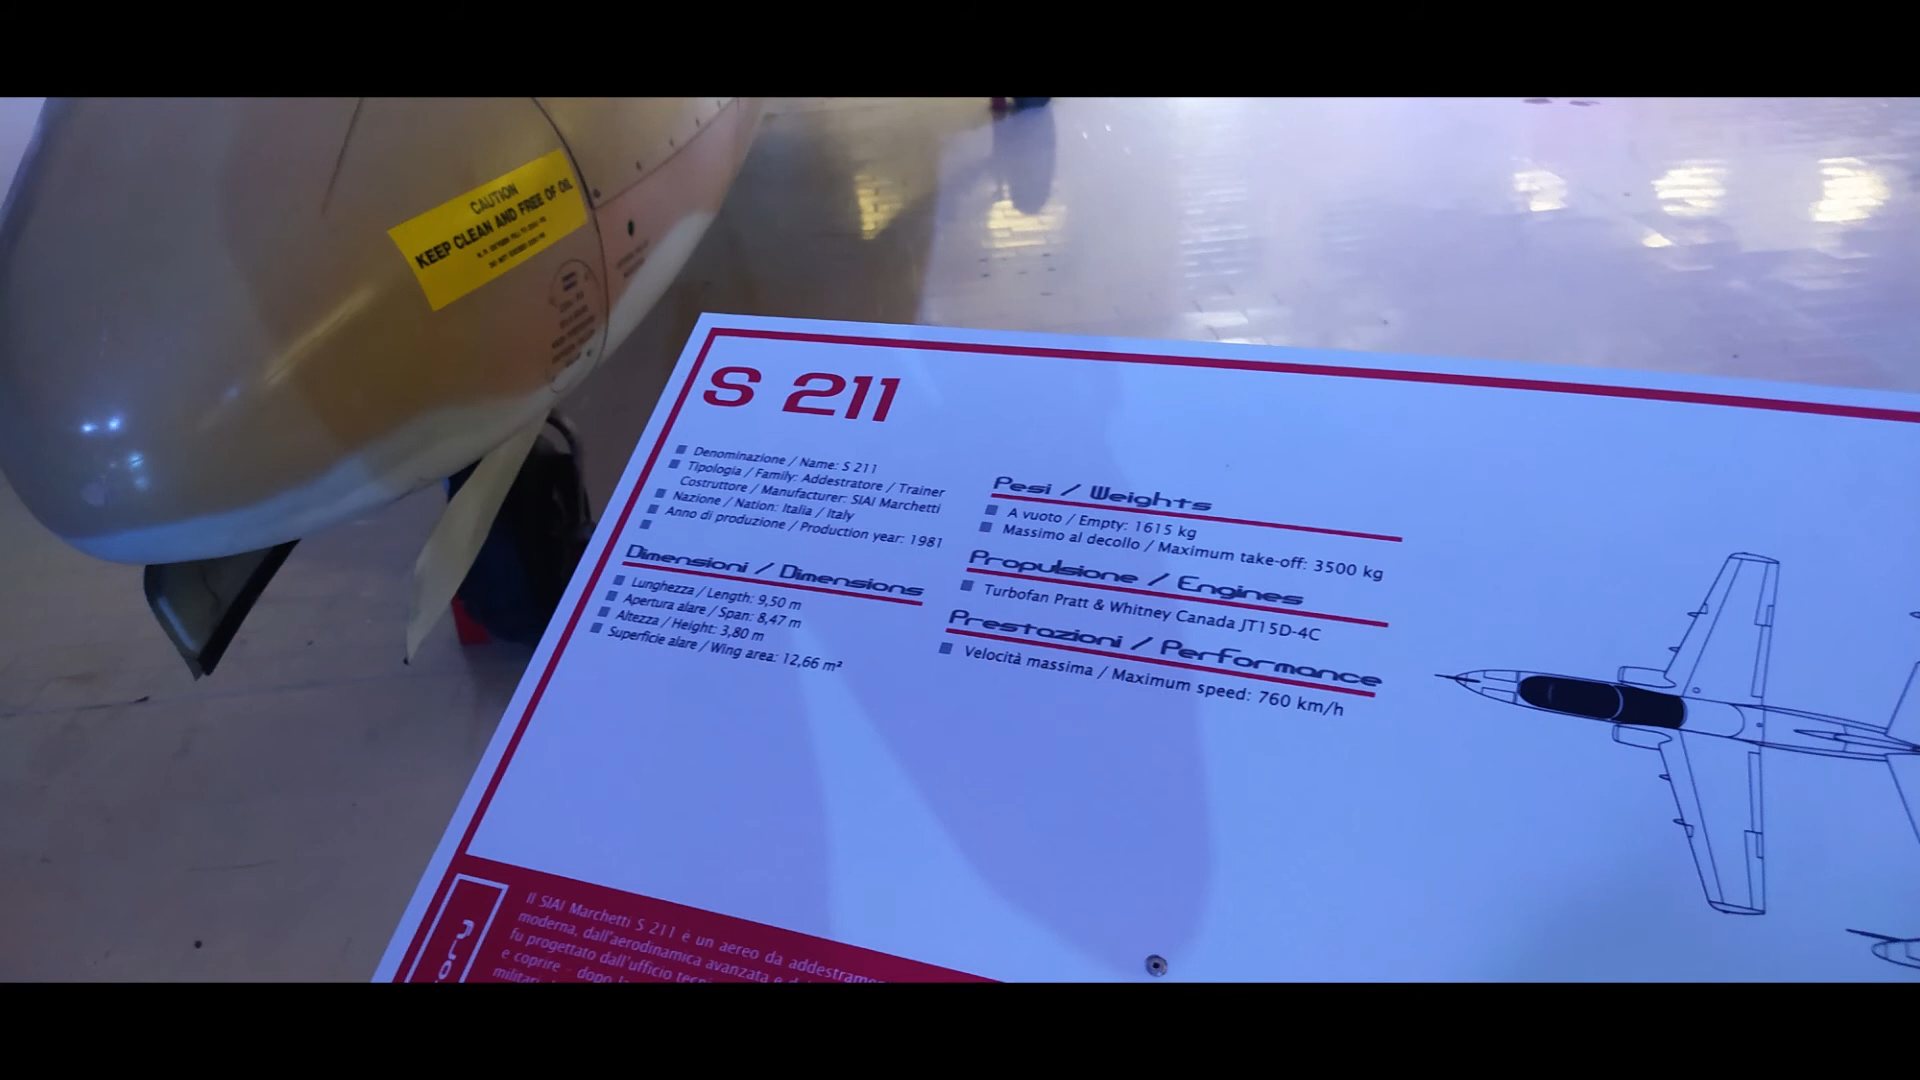 CAUTION
KEEP CLEAN AND FREE OF OIL
S 211
Denominazione / Name: S 211
Tipologia / Family: Addestratore / Trainer
Costruttore / Manufacturer: SIAI Marchetti
Nazione / Nation: Italia / Italy
Anno di produzione / Production year: 1981
Dimensioni / Dimensions
Lunghezza / Length: 9,50 m
Apertura alare / Span: 8,47 m
Altezza / Height: 3,80 m
Superficie alare / Wing area: 12,66 m²
Pesi / Weights
A vuoto / Empty: 1615 kg
Massimo al decollo / Maximum take-off: 3500 kg
Propulsione / Engines
Turbofan Pratt & Whitney Canada JT15D-4C
Prestazioni / Performance
Velocità massima / Maximum speed: 760 km/h
Il SIAI Marchetti S 211 è un aereo da
moderna, dall'aerodinamica avanzata e
fu progettato dall'ufficio
e coprire - dopo